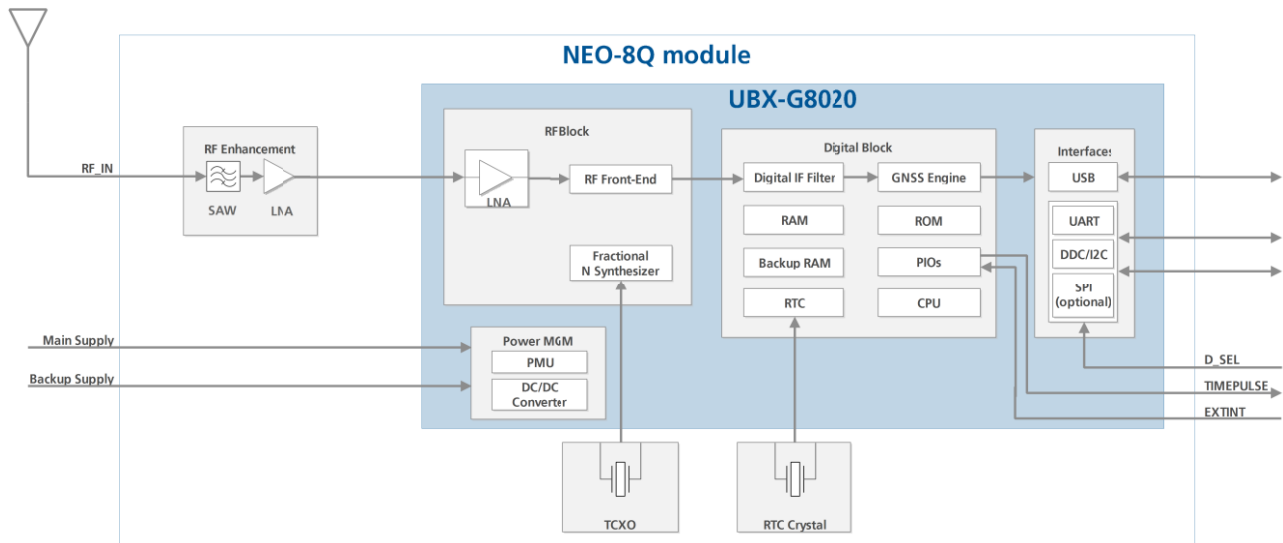 NEO-8Q module
UBX-G8020
RF Enhancement
RF_IN
SAW
LNA
RFBlock
LNA
RF Front-End
Fractional
N Synthesizer
Digital Block
Digital IF Filter
GNSS Engine
RAM
ROM
Backup RAM
PIOs
RTC
CPU
Interfaces
USB
UART
DDC/I2C
SPI
(optional)
Main Supply
Backup Supply
Power MGM
PMU
DC/DC
Converter
D_SEL
TIMEPULSE
EXTINT
TCXO
RTC Crystal